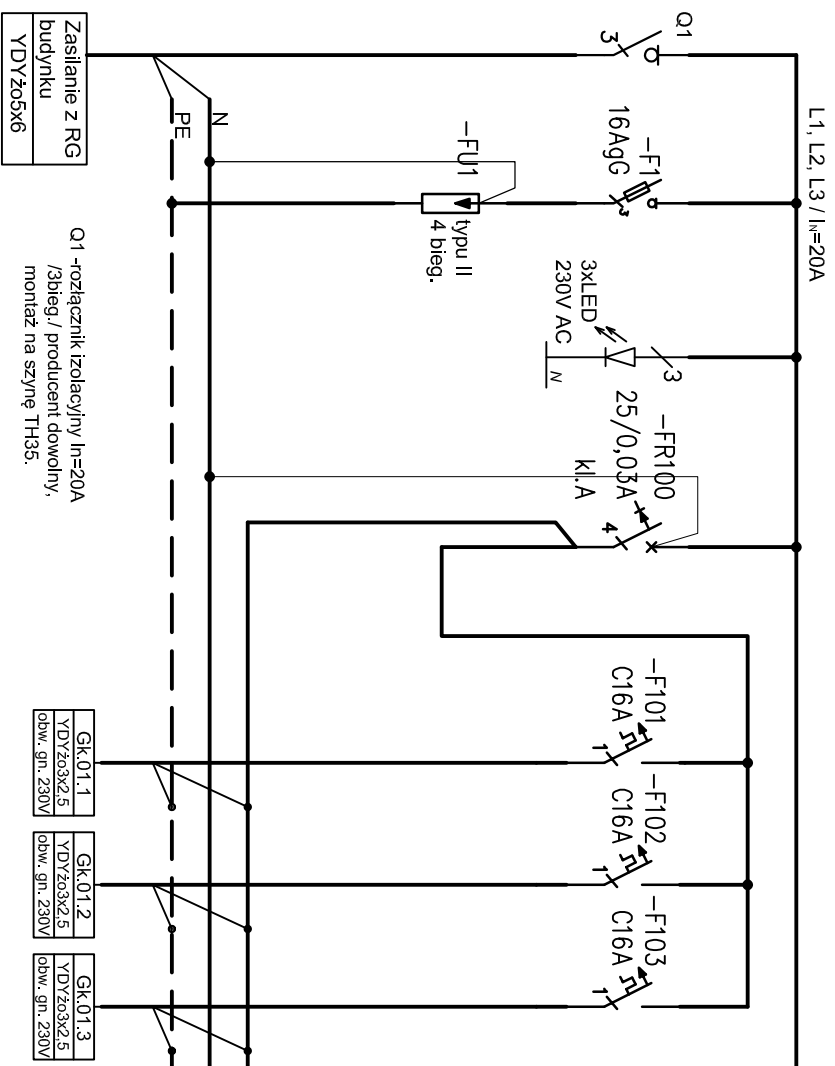 L1, L2, L3 / IN=20A
Q1
3
-F1
16AgG
3
-FU1
typu II
4 bieg.
3xLED
230V AC
3
N
-FR100
25/0,03A
kl.A
4
-F101
C16A
1
-F102
C16A
1
-F103
C16A
1
N
PE
Zasilanie z RG
budynku
YDYżo5x6
Q1 -rozłącznik izolacyjny In=20A
/3bieg./ producent dowolny,
montaż na szynę TH35.
Gk.01.1
YDYżo3x2,5
obw. gn. 230V
Gk.01.2
YDYżo3x2,5
obw. gn. 230V
Gk.01.3
YDYżo3x2,5
obw. gn. 230V